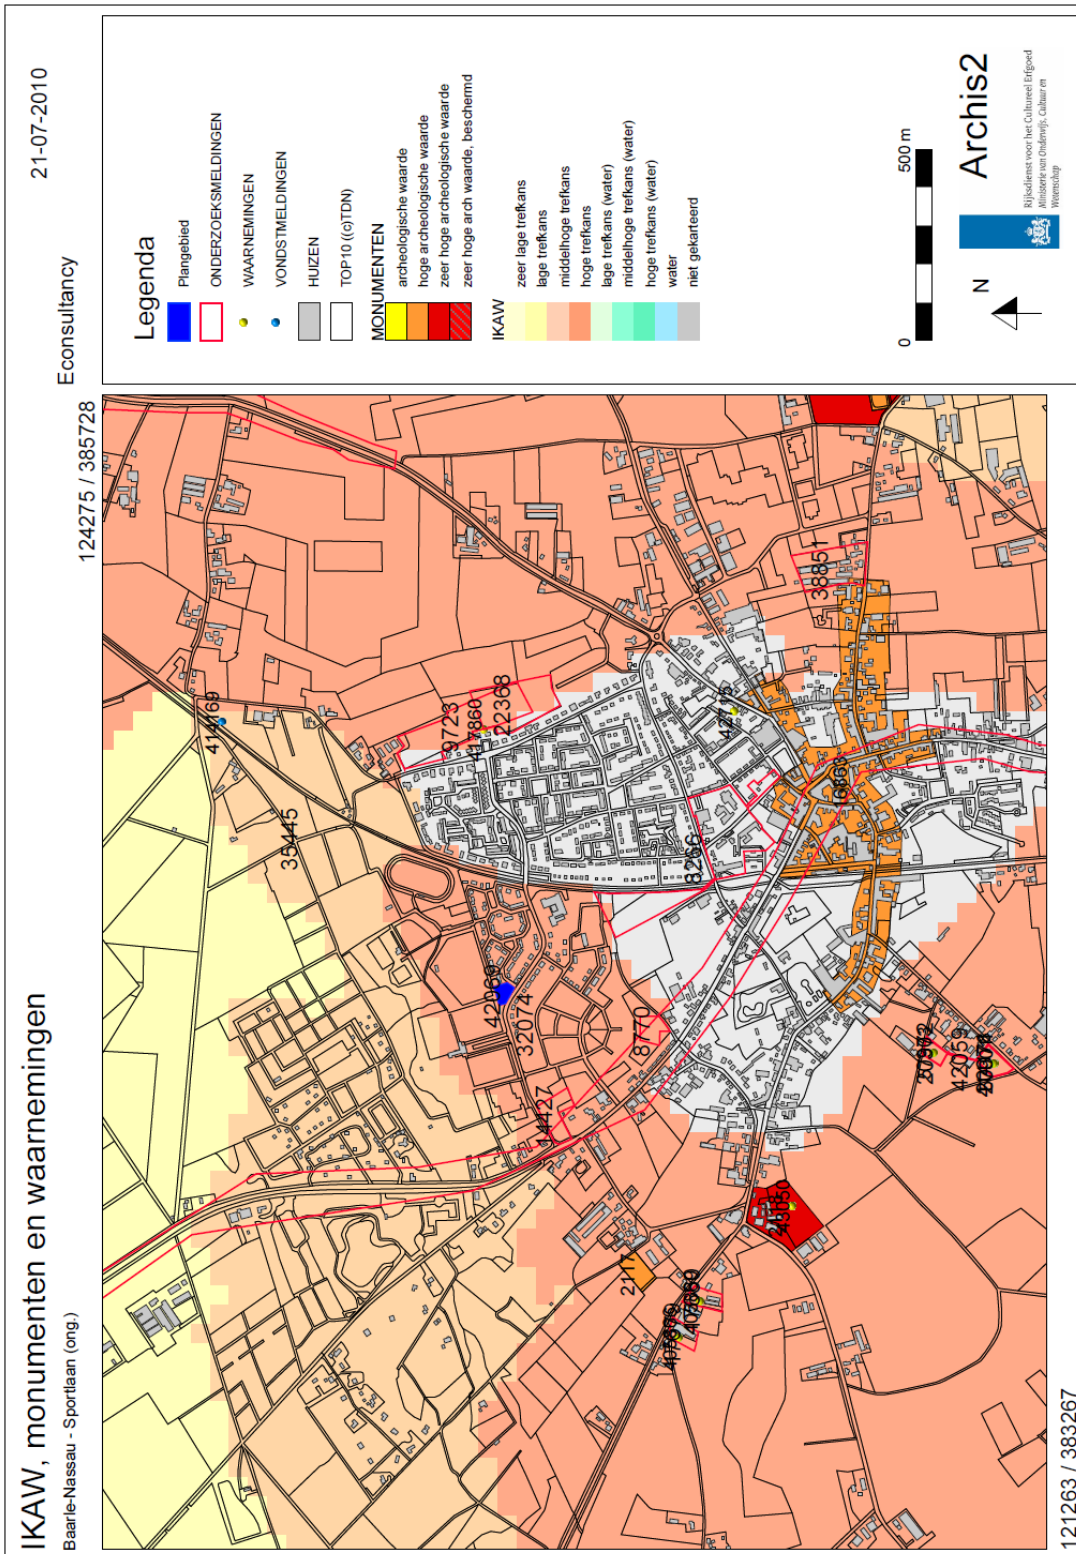 IKAW, monumenten en waarnemingen
Baarle-Nassau - Sportlaan (ong.)
21-07-2010
Econsultancy
124275 / 385728
121263 / 383267
Legenda
Plangebied
ONDERZOEKSMELDINGEN
WAARNEMINGEN
VONDSTMELDINGEN
HUIZEN
TOP10 ((c)TDN)
MONUMENTEN
archeologische waarde
hoge archeologische waarde
zeer hoge archeologische waarde
zeer hoge arch waarde, beschermd
IKAW
zeer lage trefkans
lage trefkans
middelhoge trefkans
hoge trefkans
lage trefkans (water)
middelhoge trefkans (water)
hoge trefkans (water)
water
niet gekarteerd
0
500 m
N
Archis2
Rijksdienst voor het Cultureel Erfgoed
Ministerie van Onderwijs, Cultuur en
Wetenschap
414169
35445
9723
417860
22368
42069
32074
14427
8770
8266
42715
38851
2117
42059